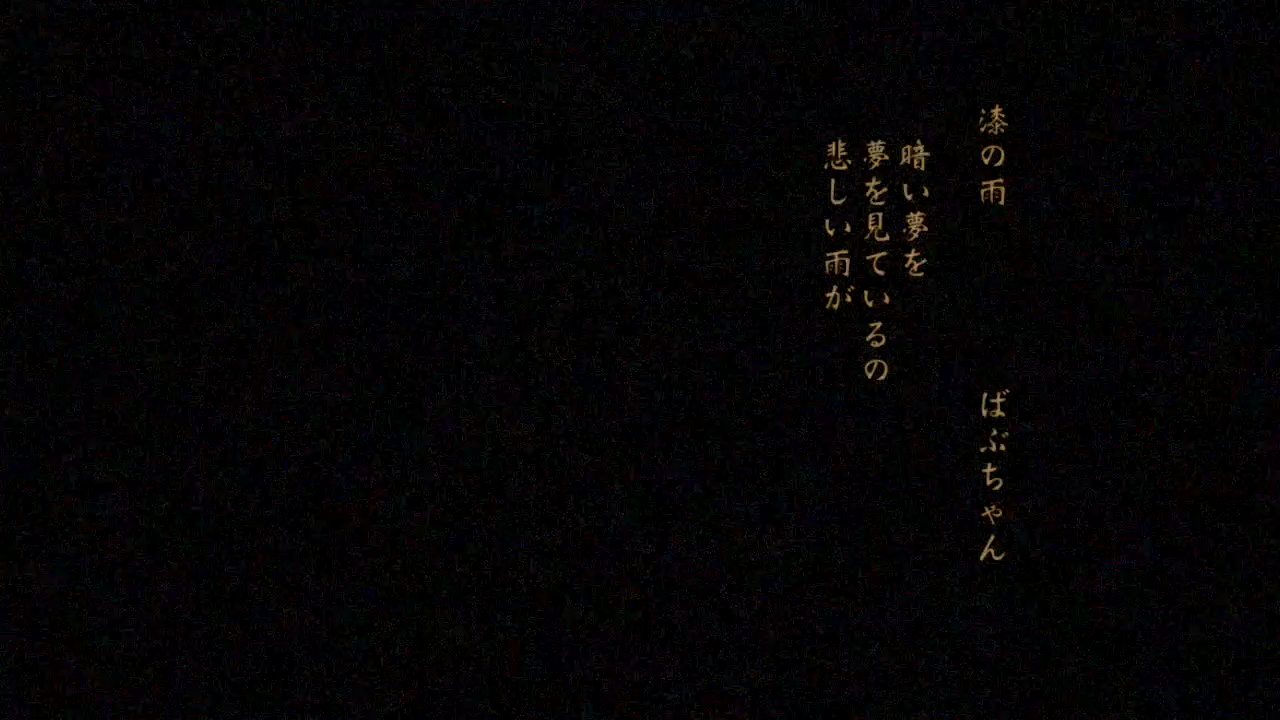 漆の雨
ばぶちゃん
暗い夢を
夢を見ているの
悲しい雨が